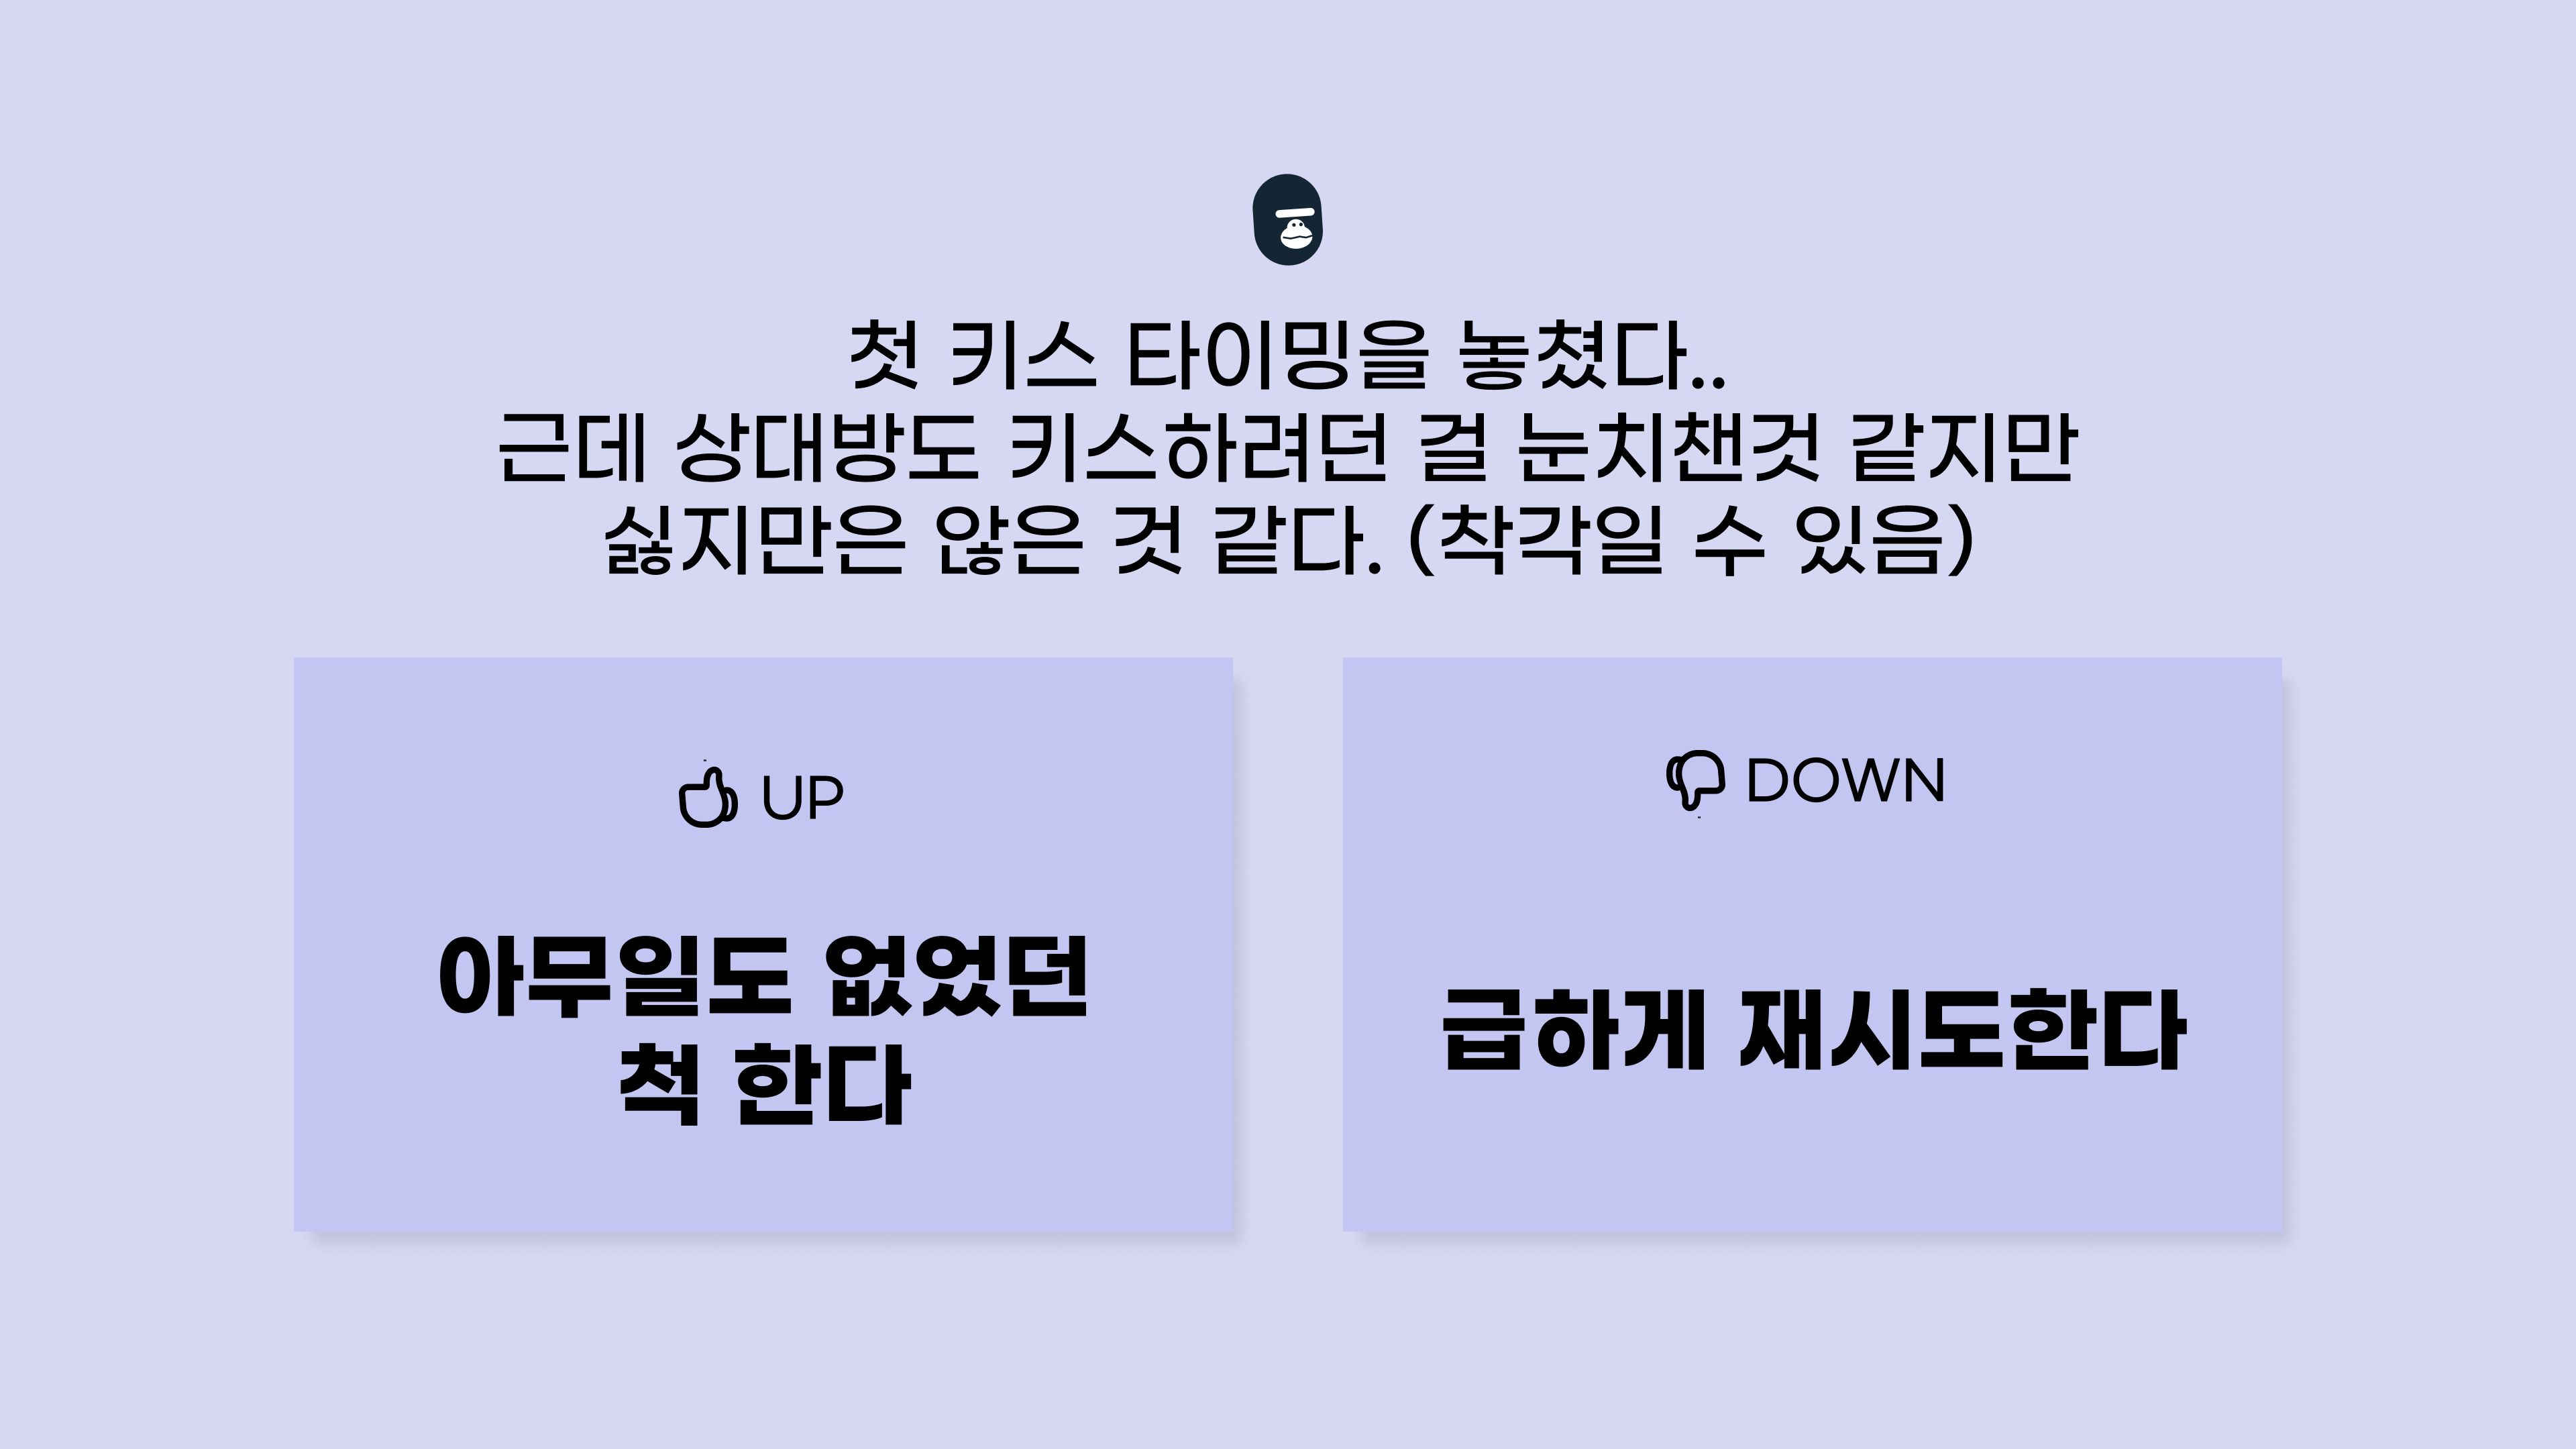 첫 키스 타이밍을 놓쳤다..
근데 상대방도 키스하려던 걸 눈치챈것 같지만
싫지만은 않은 것 같다. (착각일 수 있음)
UP
아무일도 없었던
척 한다
DOWN
급하게 재시도한다